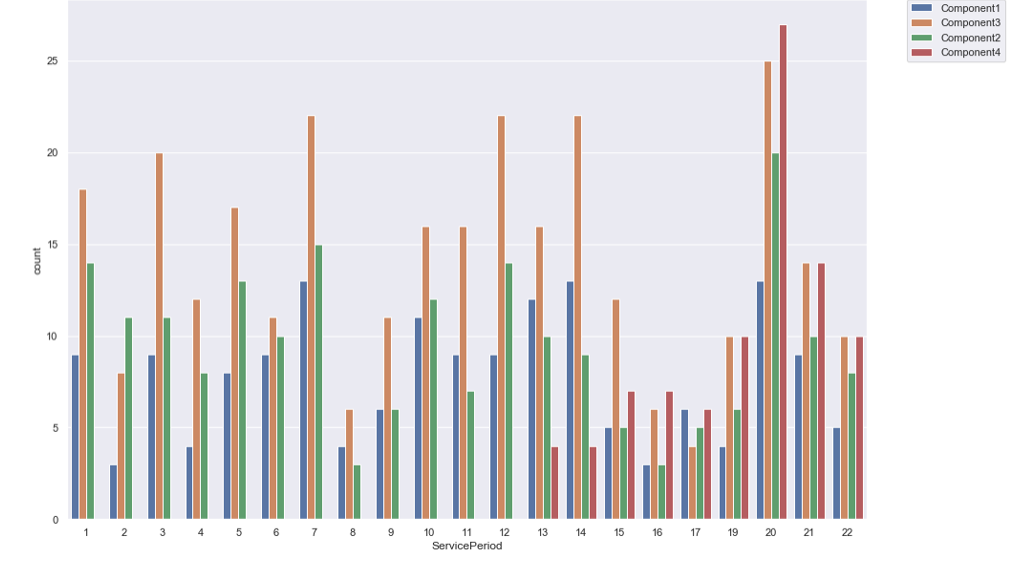 Component1
Component3
Component2
Component4
25
20
15
10
5
0
count
1 2 3 4 5 6 7 8 9 10 11 12 13 14 15 16 17 19 20 21 22
ServicePeriod